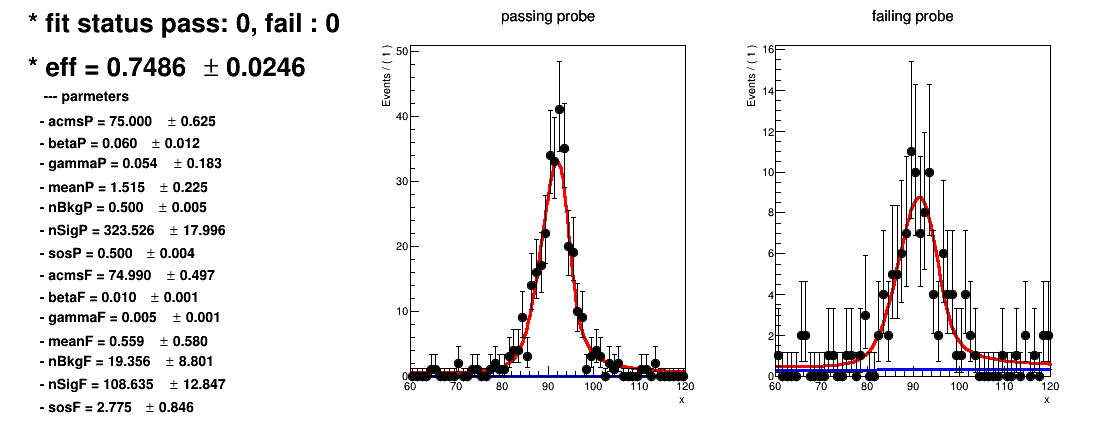 * fit status pass: 0, fail : 0
* eff = 0.7486 ± 0.0246
--- parmeters
- acmsP = 75.000 ± 0.625
- betaP = 0.060 ± 0.012
- gammaP = 0.054 ± 0.183
- meanP = 1.515 ± 0.225
- nBkgP = 0.500 ± 0.005
- nSigP = 323.526 ± 17.996
- sosP = 0.500 ± 0.004
- acmsF = 74.990 ± 0.497
- betaF = 0.010 ± 0.001
- gammaF = 0.005 ± 0.001
- meanF = 0.559 ± 0.580
- nBkgF = 19.356 ± 8.801
- nSigF = 108.635 ± 12.847
- sosF = 2.775 ± 0.846
passing probe
Events / ( 1 )
50
40
30
20
10
0
60 70 80 90 100 110 120
x
failing probe
Events / ( 1 )
16
14
12
10
8
6
4
2
0
60 70 80 90 100 110 120
x